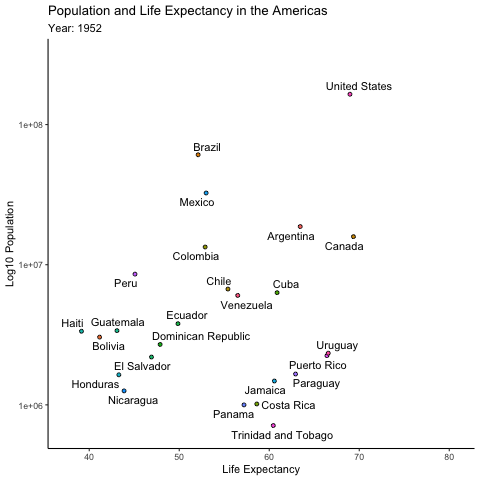 Population and Life Expectancy in the Americas
Year: 1952
United States
1e+08
Brazil
Mexico
Argentina
Canada
Colombia
1e+07
Peru
Chile
Cuba
Venezuela
Ecuador
Haiti
Guatemala
Dominican Republic
Bolivia
Uruguay
El Salvador
Puerto Rico
Honduras
Paraguay
Jamaica
Nicaragua
1e+06
Costa Rica
Panama
Trinidad and Tobago
Log10 Population
40
50
60
70
80
Life Expectancy